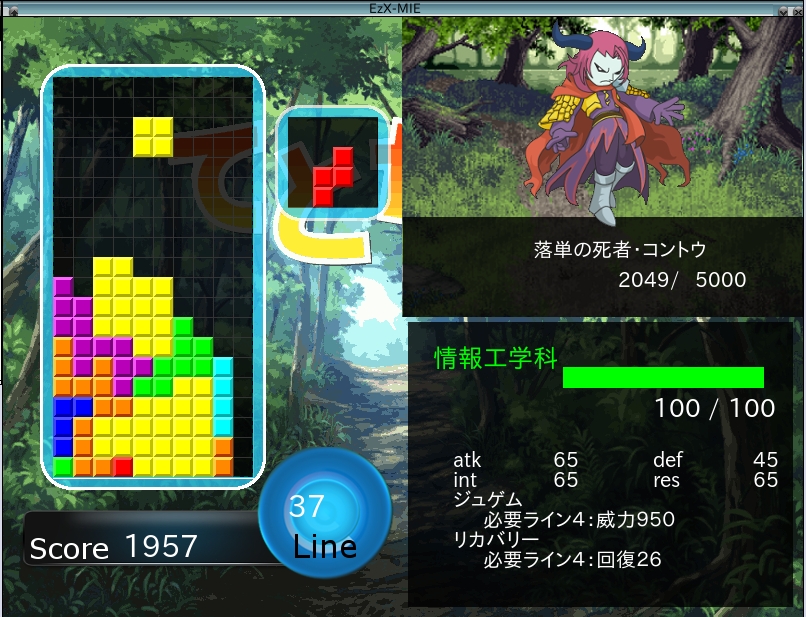 EzX-MIE
落単の死者・コントウ
2049/ 5000
情報工学科
100 / 100
atk 65 def 45
int 65 res 65
ジュゲム
必要ライン4：威力950
リカバリー
必要ライン4：回復26
37
Line
Score 1957